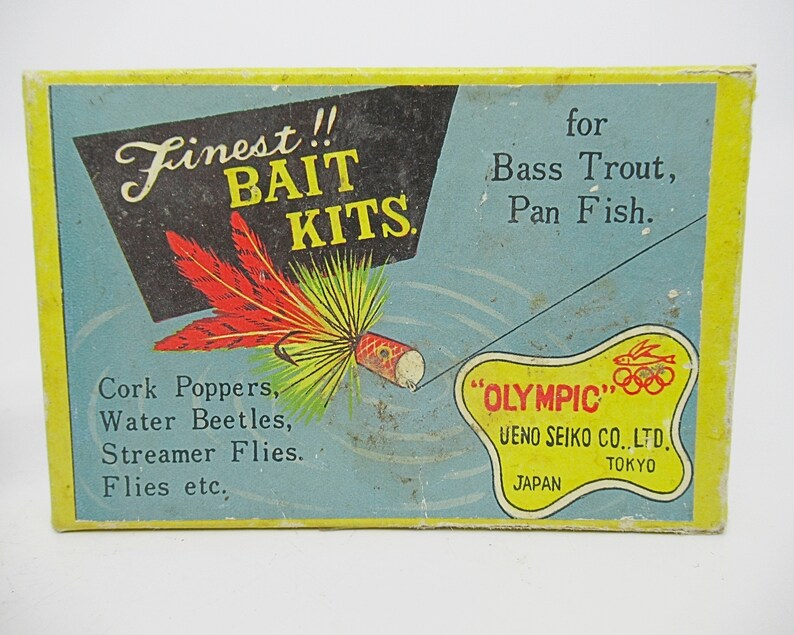 Finest!!
BAIT
KITS.
for
Bass Trout,
Pan Fish.
Cork Poppers,
Water Beetles,
Streamer Flies.
Flies etc.
"OLYMPIC"
UENO SEIKO CO.,LTD.
TOKYO
JAPAN